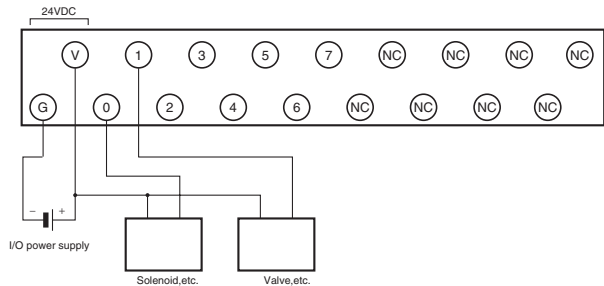 24VDC
V 1 3 5 7 NC NC NC NC
G 0 2 4 6 NC NC NC NC
− +
I/O power supply
Solenoid,etc. Valve,etc.